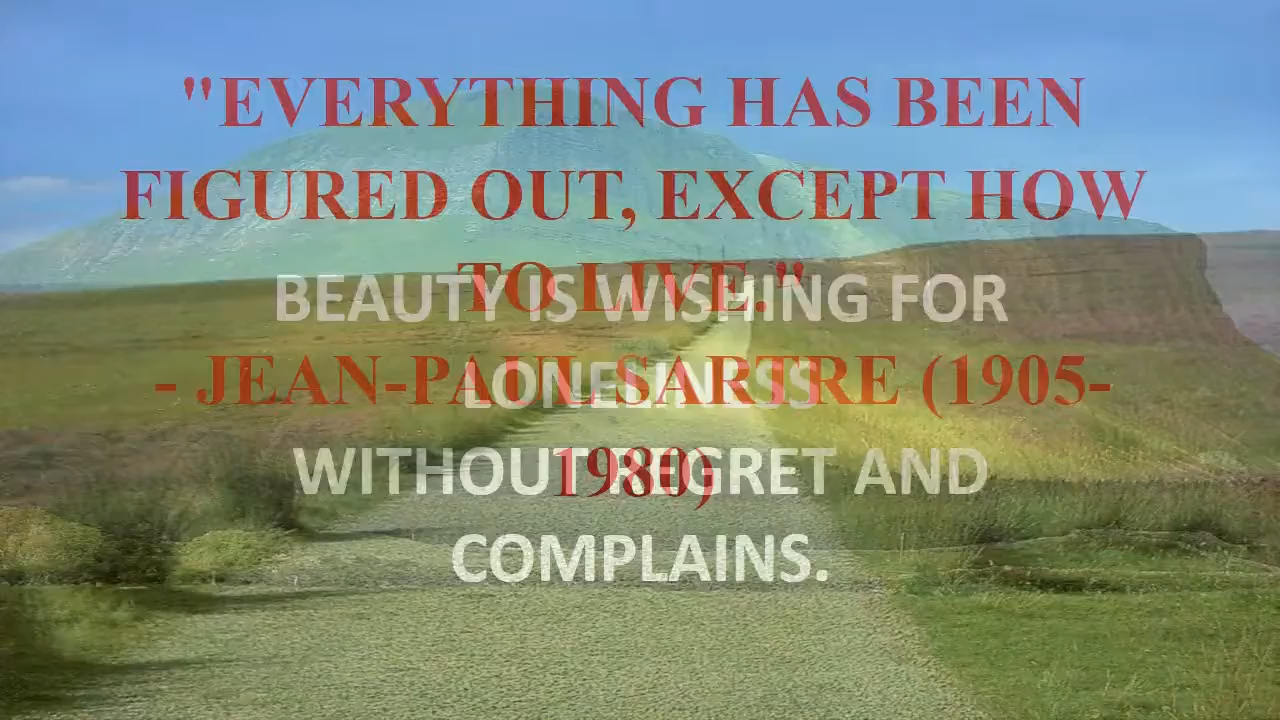 "EVERYTHING HAS BEEN
FIGURED OUT, EXCEPT HOW
TO LIVE."
- JEAN-PAUL SARTRE (1905-
1980)
BEAUTY IS WISHING FOR
LONELINESS
WITHOUT REGRET AND
COMPLAINS.